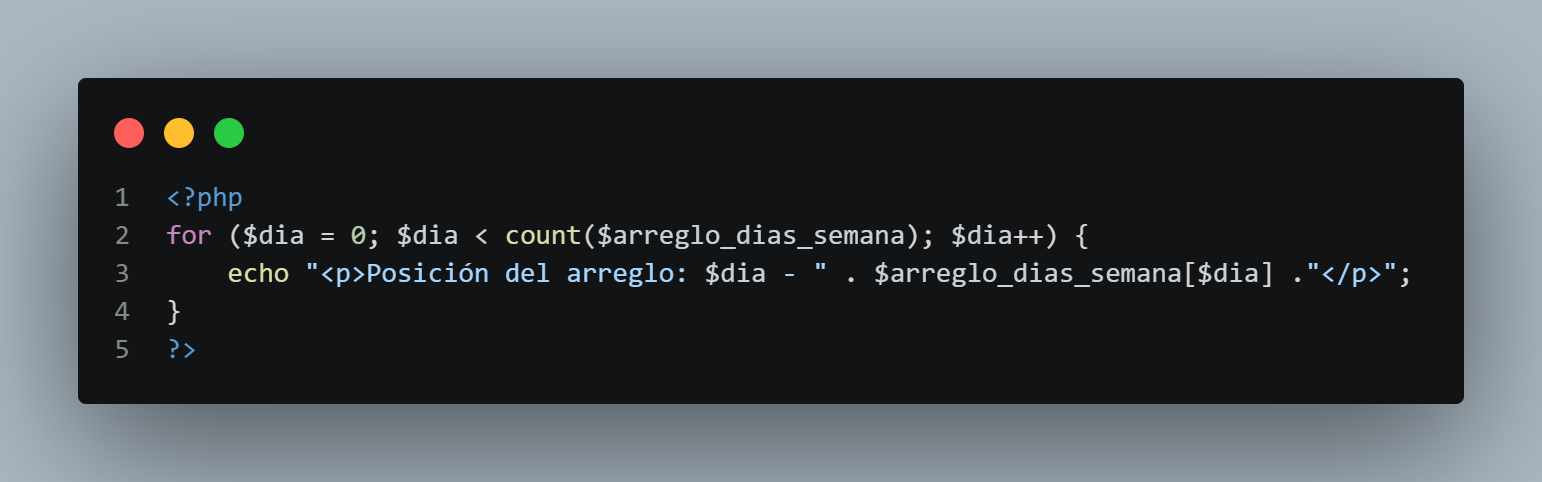 1 <?php
2 for ($dia = 0; $dia < count($arreglo_dias_semana); $dia++) {
3     echo "<p>Posición del arreglo: $dia - " . $arreglo_dias_semana[$dia] ."</p>";
4 }
5 ?>